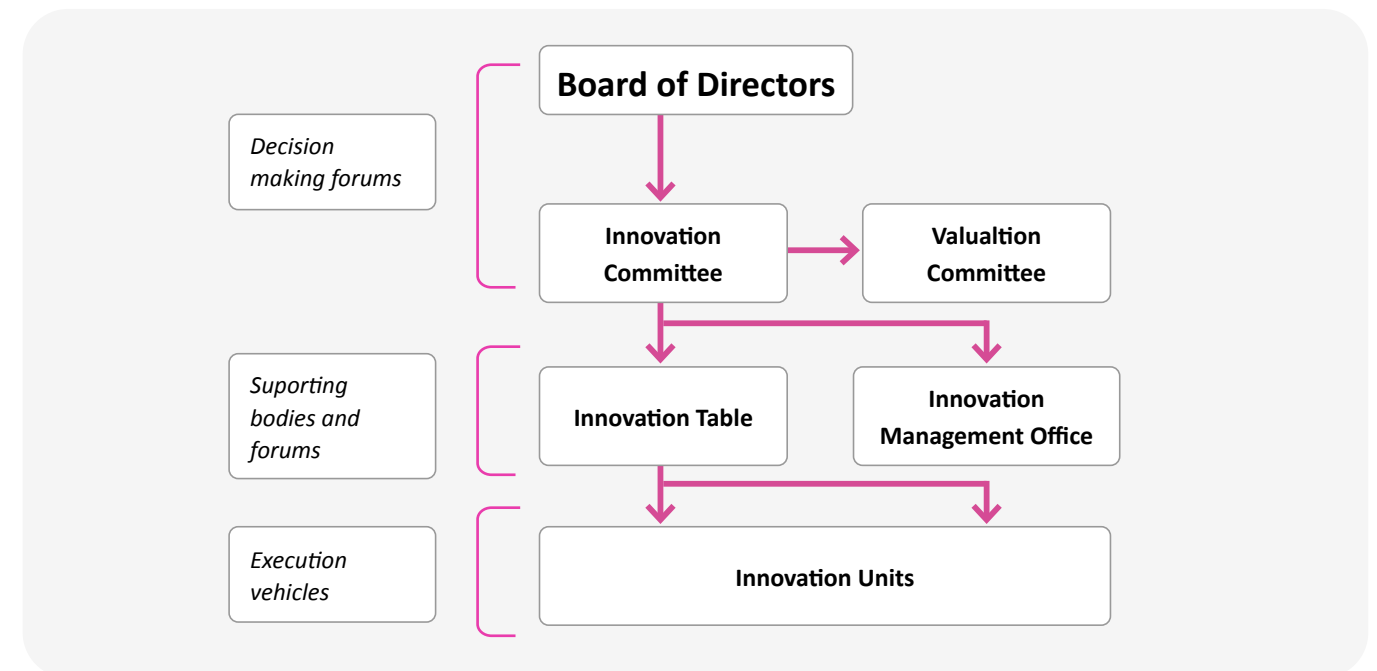 Board of Directors
Decision
making forums
Innovation
Committee
Valualtion
Committee
Suporting
bodies and
forums
Innovation Table
Innovation
Management Office
Execution
vehicles
Innovation Units